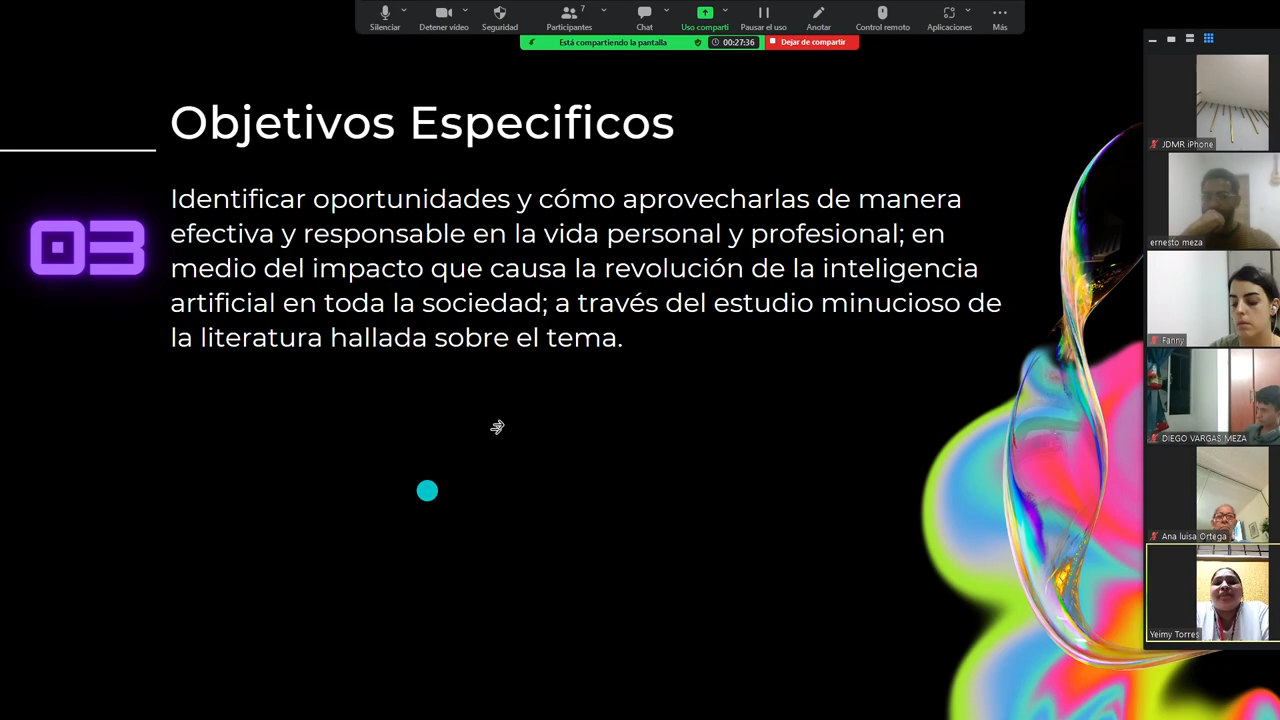 Silenciar
Detener video
Seguridad
7
Participantes
Chat
Uso comparti
Pausar el uso
Anotar
Control remoto
Aplicaciones
Más
Está compartiendo la pantalla
00:27:36
Dejar de compartir
Objetivos Especificos
03
Identificar oportunidades y cómo aprovecharlas de manera
efectiva y responsable en la vida personal y profesional; en
medio del impacto que causa la revolución de la inteligencia
artificial en toda la sociedad; a través del estudio minucioso de
la literatura hallada sobre el tema.
JDMR iPhone
ernesto meza
Fanny
DIEGO VARGAS MEZA
Ana luisa Ortega
Yeimy Torres